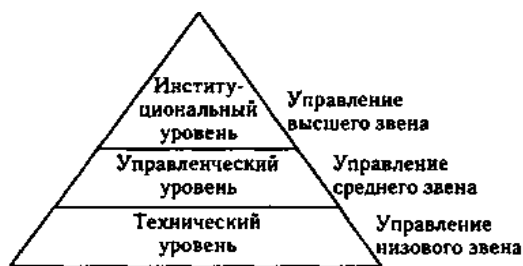 Институ-
циональный
уровень
Управление
высшего звена
Управленческий
уровень
Управление
среднего звена
Технический
уровень
Управление
низового звена